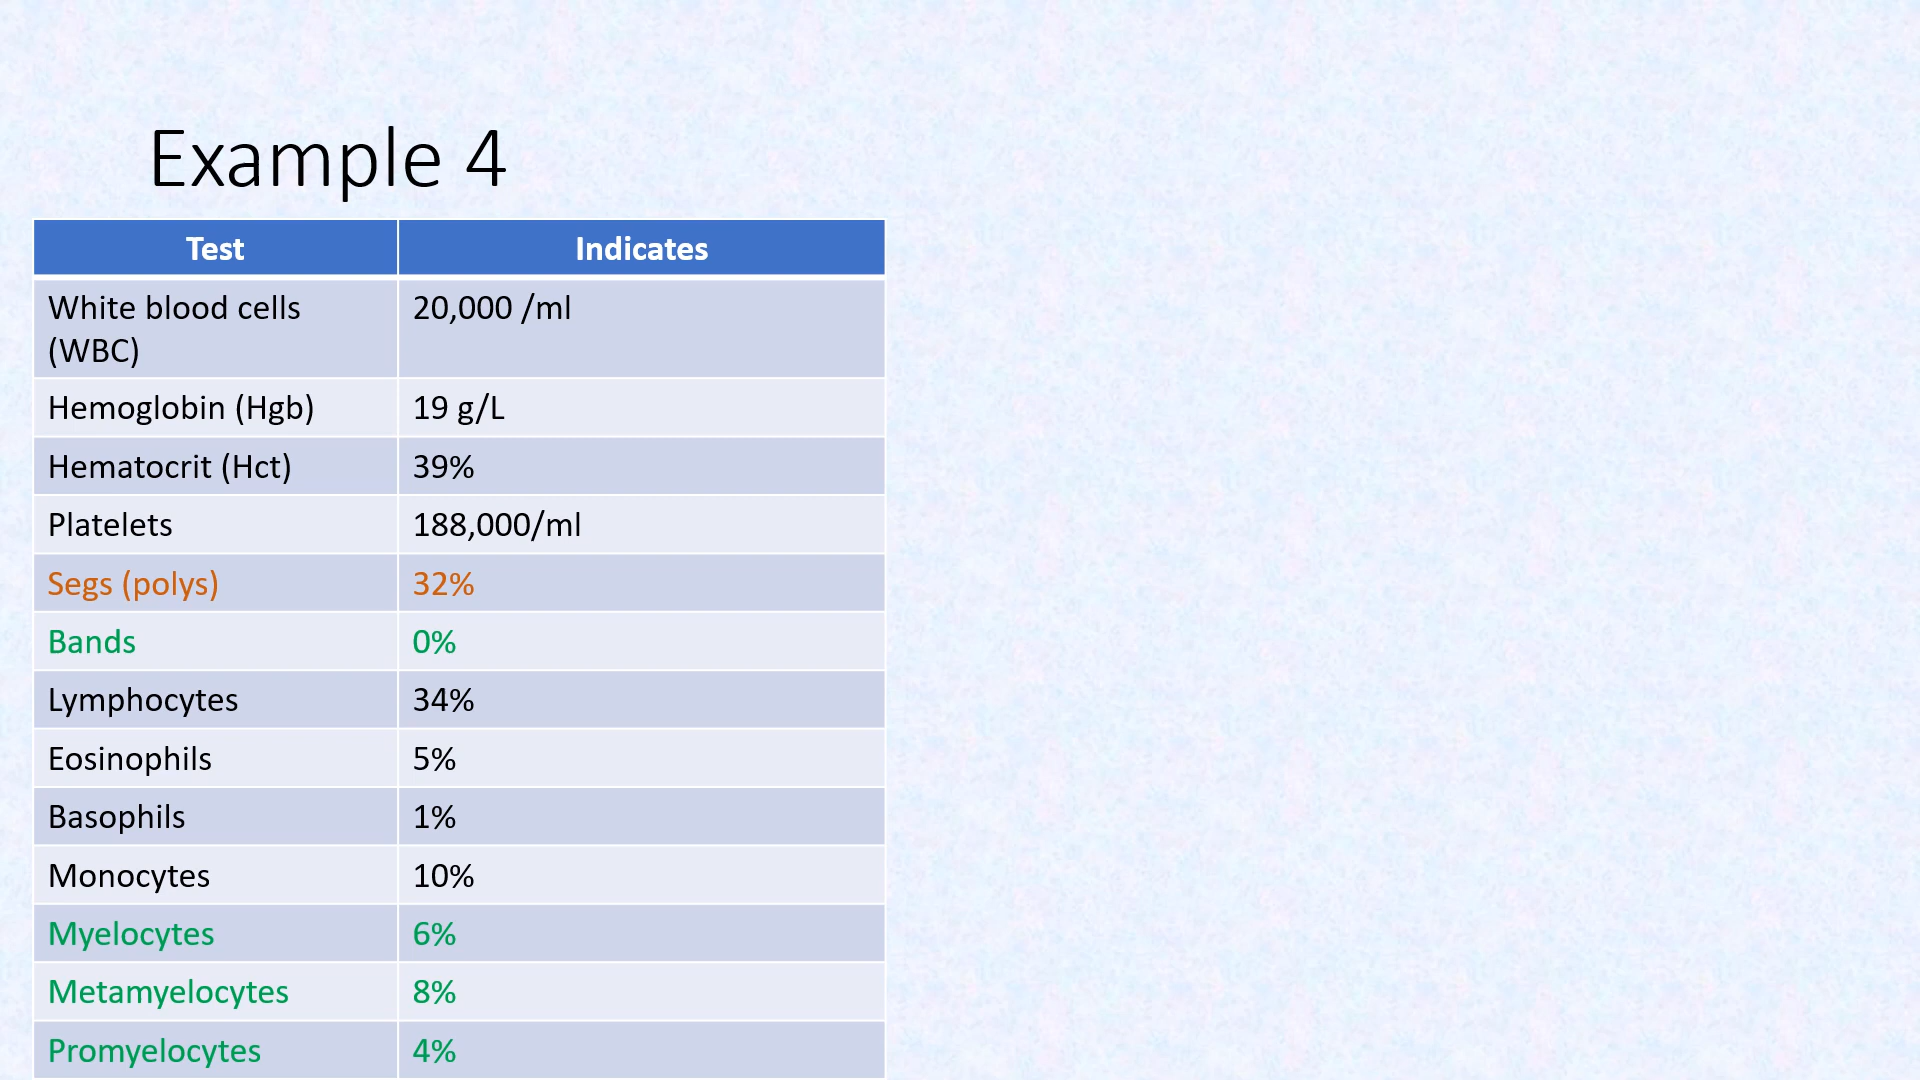 Example 4
Test Indicates
White blood cells 20,000 /ml
(WBC)
Hemoglobin (Hgb) 19 g/L
Hematocrit (Hct) 39%
Platelets 188,000/ml
Segs (polys) 32%
Bands 0%
Lymphocytes 34%
Eosinophils 5%
Basophils 1%
Monocytes 10%
Myelocytes 6%
Metamyelocytes 8%
Promyelocytes 4%